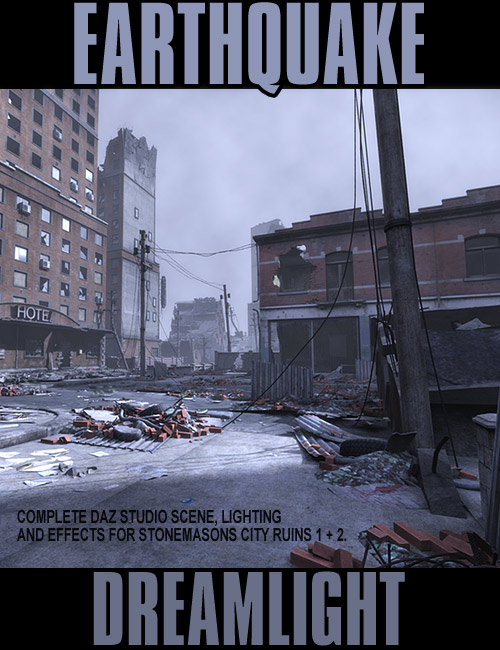 EARTHQUAKE
HOTE
COMPLETE DAZ STUDIO SCENE, LIGHTING
AND EFFECTS FOR STONEMASONS CITY RUINS 1 + 2.
DREAMLIGHT